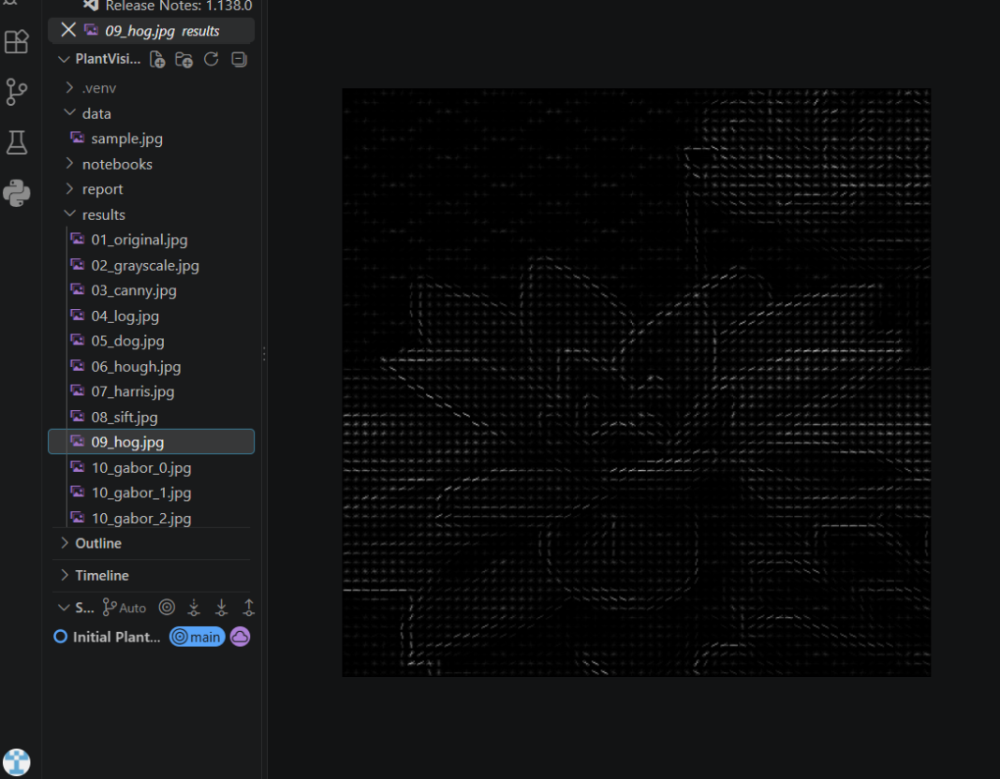 Release Notes: 1.138.0
09_hog.jpg results
PlantVisi...
.venv
data
sample.jpg
notebooks
report
results
01_original.jpg
02_grayscale.jpg
03_canny.jpg
04_log.jpg
05_dog.jpg
06_hough.jpg
07_harris.jpg
08_sift.jpg
09_hog.jpg
10_gabor_0.jpg
10_gabor_1.jpg
10_gabor_2.jpg
Outline
Timeline
S... Auto
Initial Plant... main